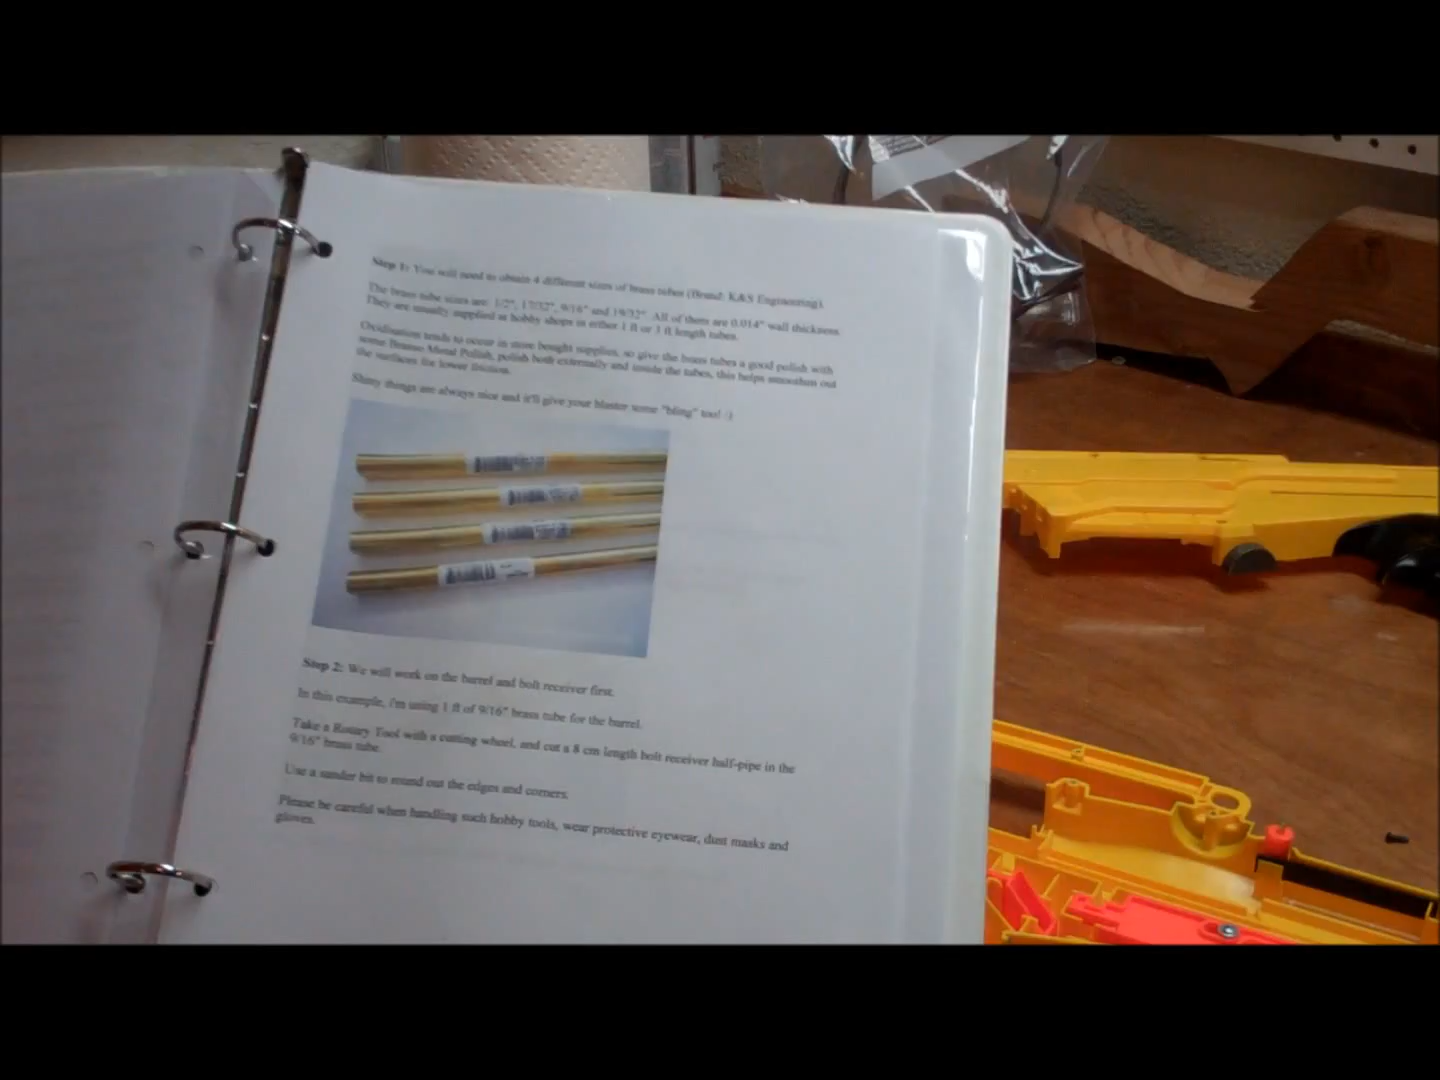 Step 1: You will need to obtain 4 different sizes of brass tubes (Brand: K&S Engineering).
The brass tube sizes are: 1/2", 17/32", 9/16" and 19/32". All of them are 0.014" wall thickness.
They are usually supplied at hobby shops in either 1 ft or 3 ft length tubes.
Oxidisation tends to occur in store bought supplies, so give the brass tubes a good polish with
some Brasso Metal Polish, polish both externally and inside the tubes, this helps smoothen out
the surfaces for lower friction.
Shiny things are always nice and it'll give your blaster some "bling" too! :)
Step 2: We will work on the barrel and bolt receiver first.
In this example, i'm using 1 ft of 9/16" brass tube for the barrel.
Take a Rotary Tool with a cutting wheel, and cut a 8 cm length bolt receiver half-pipe in the
9/16" brass tube.
Use a sander bit to round out the edges and corners.
Please be careful when handling such hobby tools, wear protective eyewear, dust masks and
gloves.